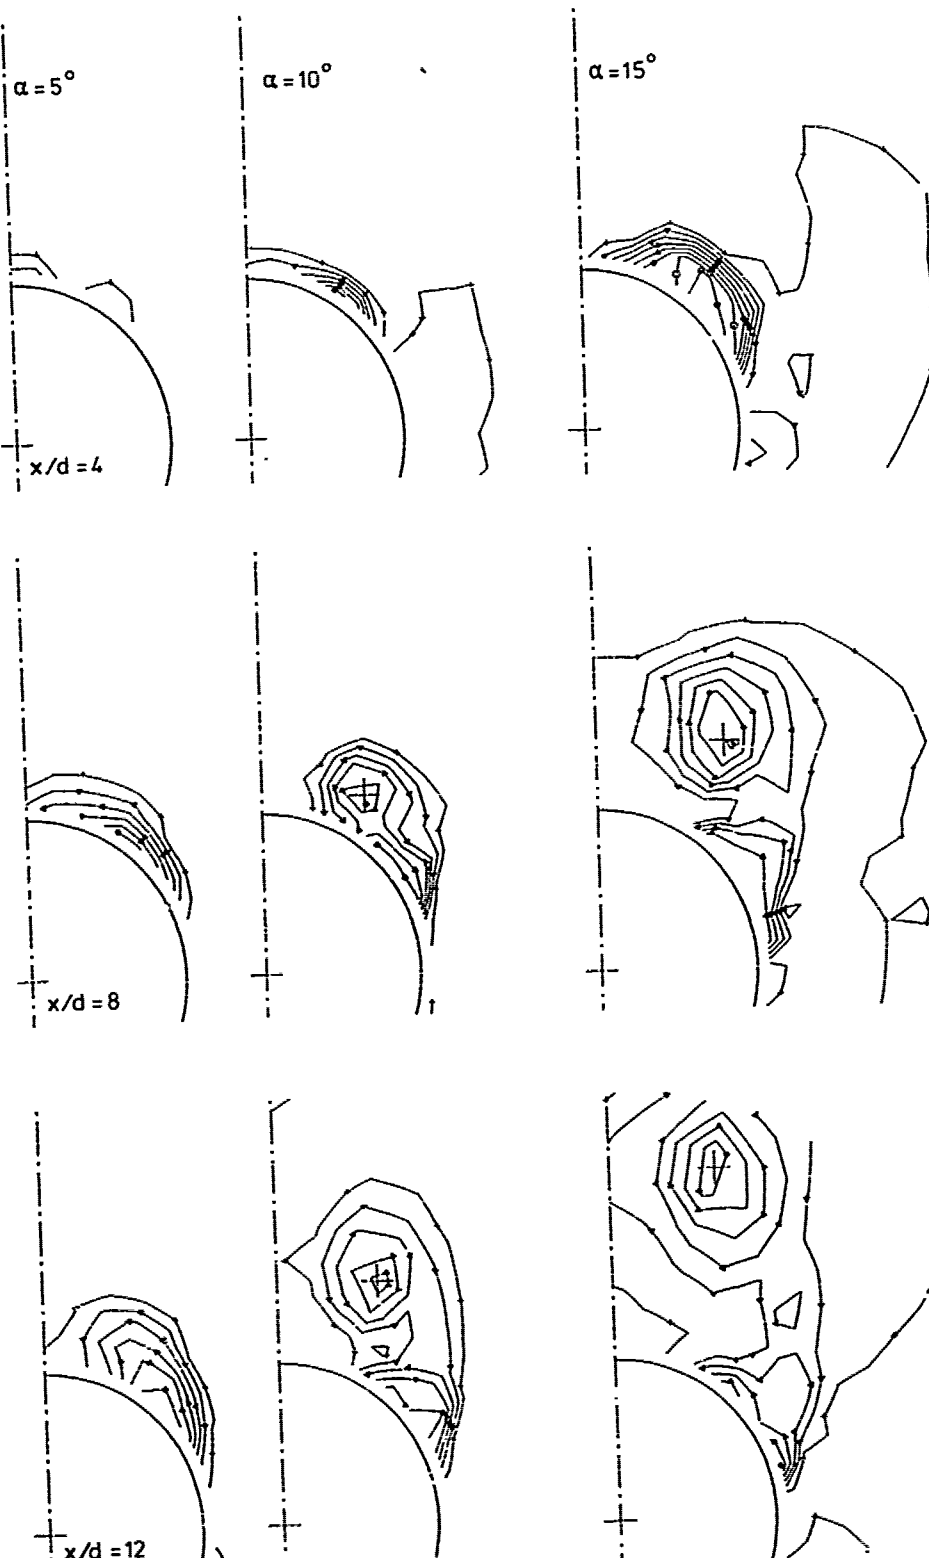 α = 5°
α = 10°
α = 15°
x/d = 4
x/d = 8
x/d = 12